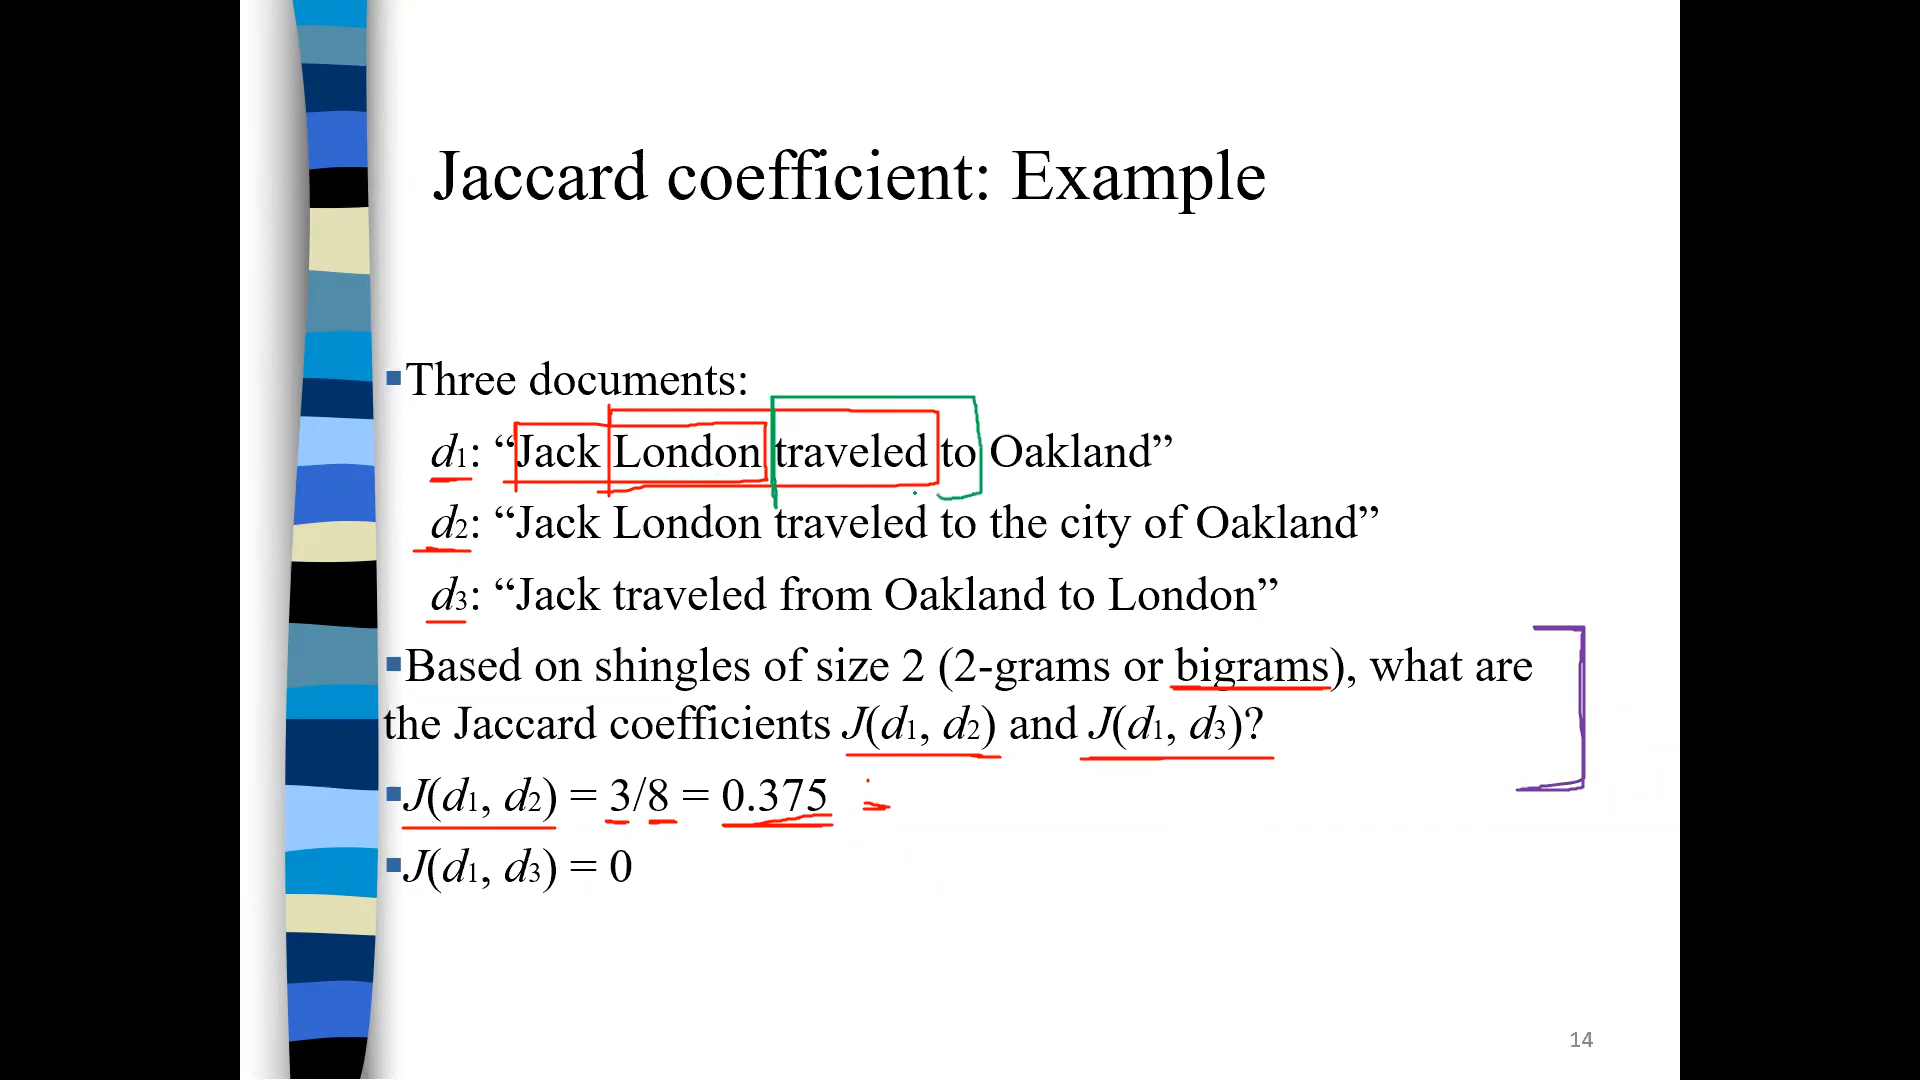 Jaccard coefficient: Example
▪Three documents:
d1: “Jack London traveled to Oakland”
d2: “Jack London traveled to the city of Oakland”
d3: “Jack traveled from Oakland to London”
▪Based on shingles of size 2 (2-grams or bigrams), what are
the Jaccard coefficients J(d1, d2) and J(d1, d3)?
▪J(d1, d2) = 3/8 = 0.375
▪J(d1, d3) = 0
14